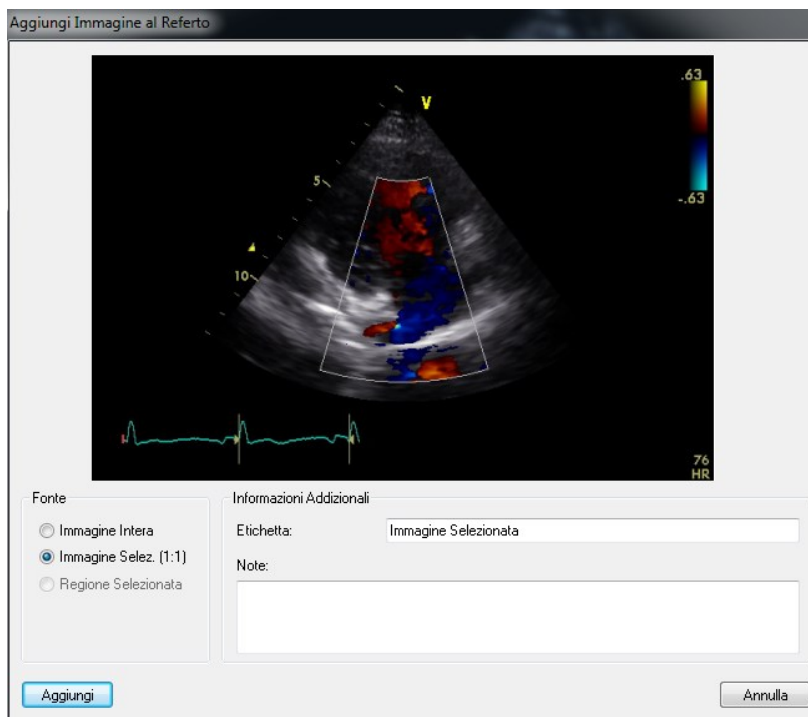 Aggiungi Immagine al Referto
V
.63
-.63
5
10
76
HR
Fonte
Immagine Intera
Immagine Selez. (1:1)
Regione Selezionata
Informazioni Addizionali
Etichetta:
Immagine Selezionata
Note:
Aggiungi
Annulla